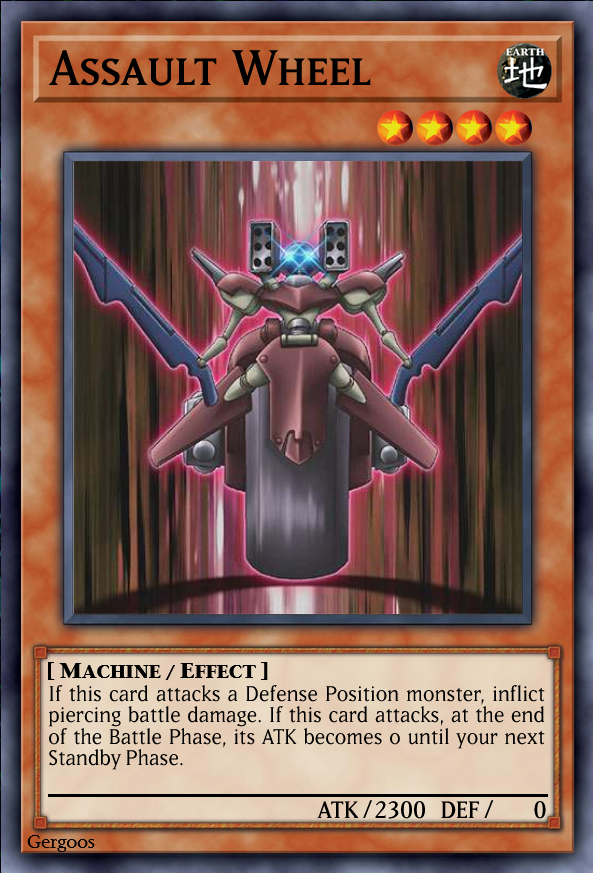 Assault Wheel
EARTH
地
[ Machine / Effect ]
If this card attacks a Defense Position monster, inflict
piercing battle damage. If this card attacks, at the end
of the Battle Phase, its ATK becomes 0 until your next
Standby Phase.
ATK / 2300 DEF / 0
Gergoos